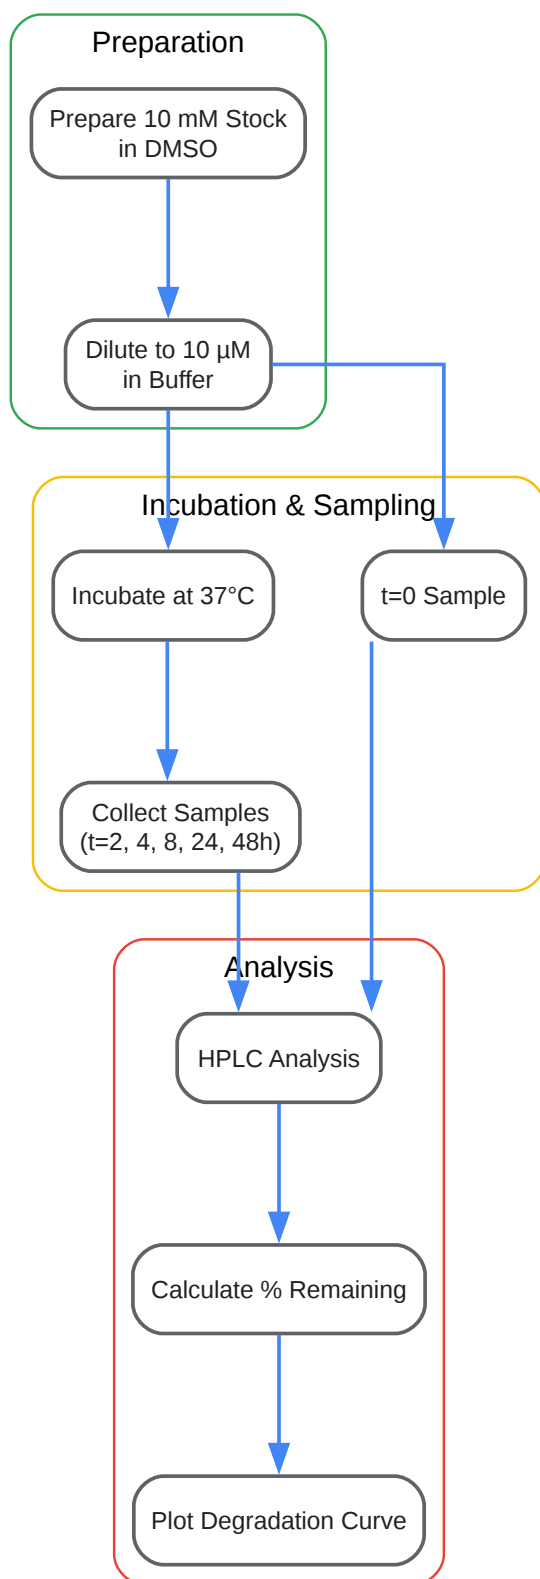 Preparation
Prepare 10 mM Stock
in DMSO
Dilute to 10 µM
in Buffer
Incubation & Sampling
Incubate at 37°C
t=0 Sample
Collect Samples
(t=2, 4, 8, 24, 48h)
Analysis
HPLC Analysis
Calculate % Remaining
Plot Degradation Curve